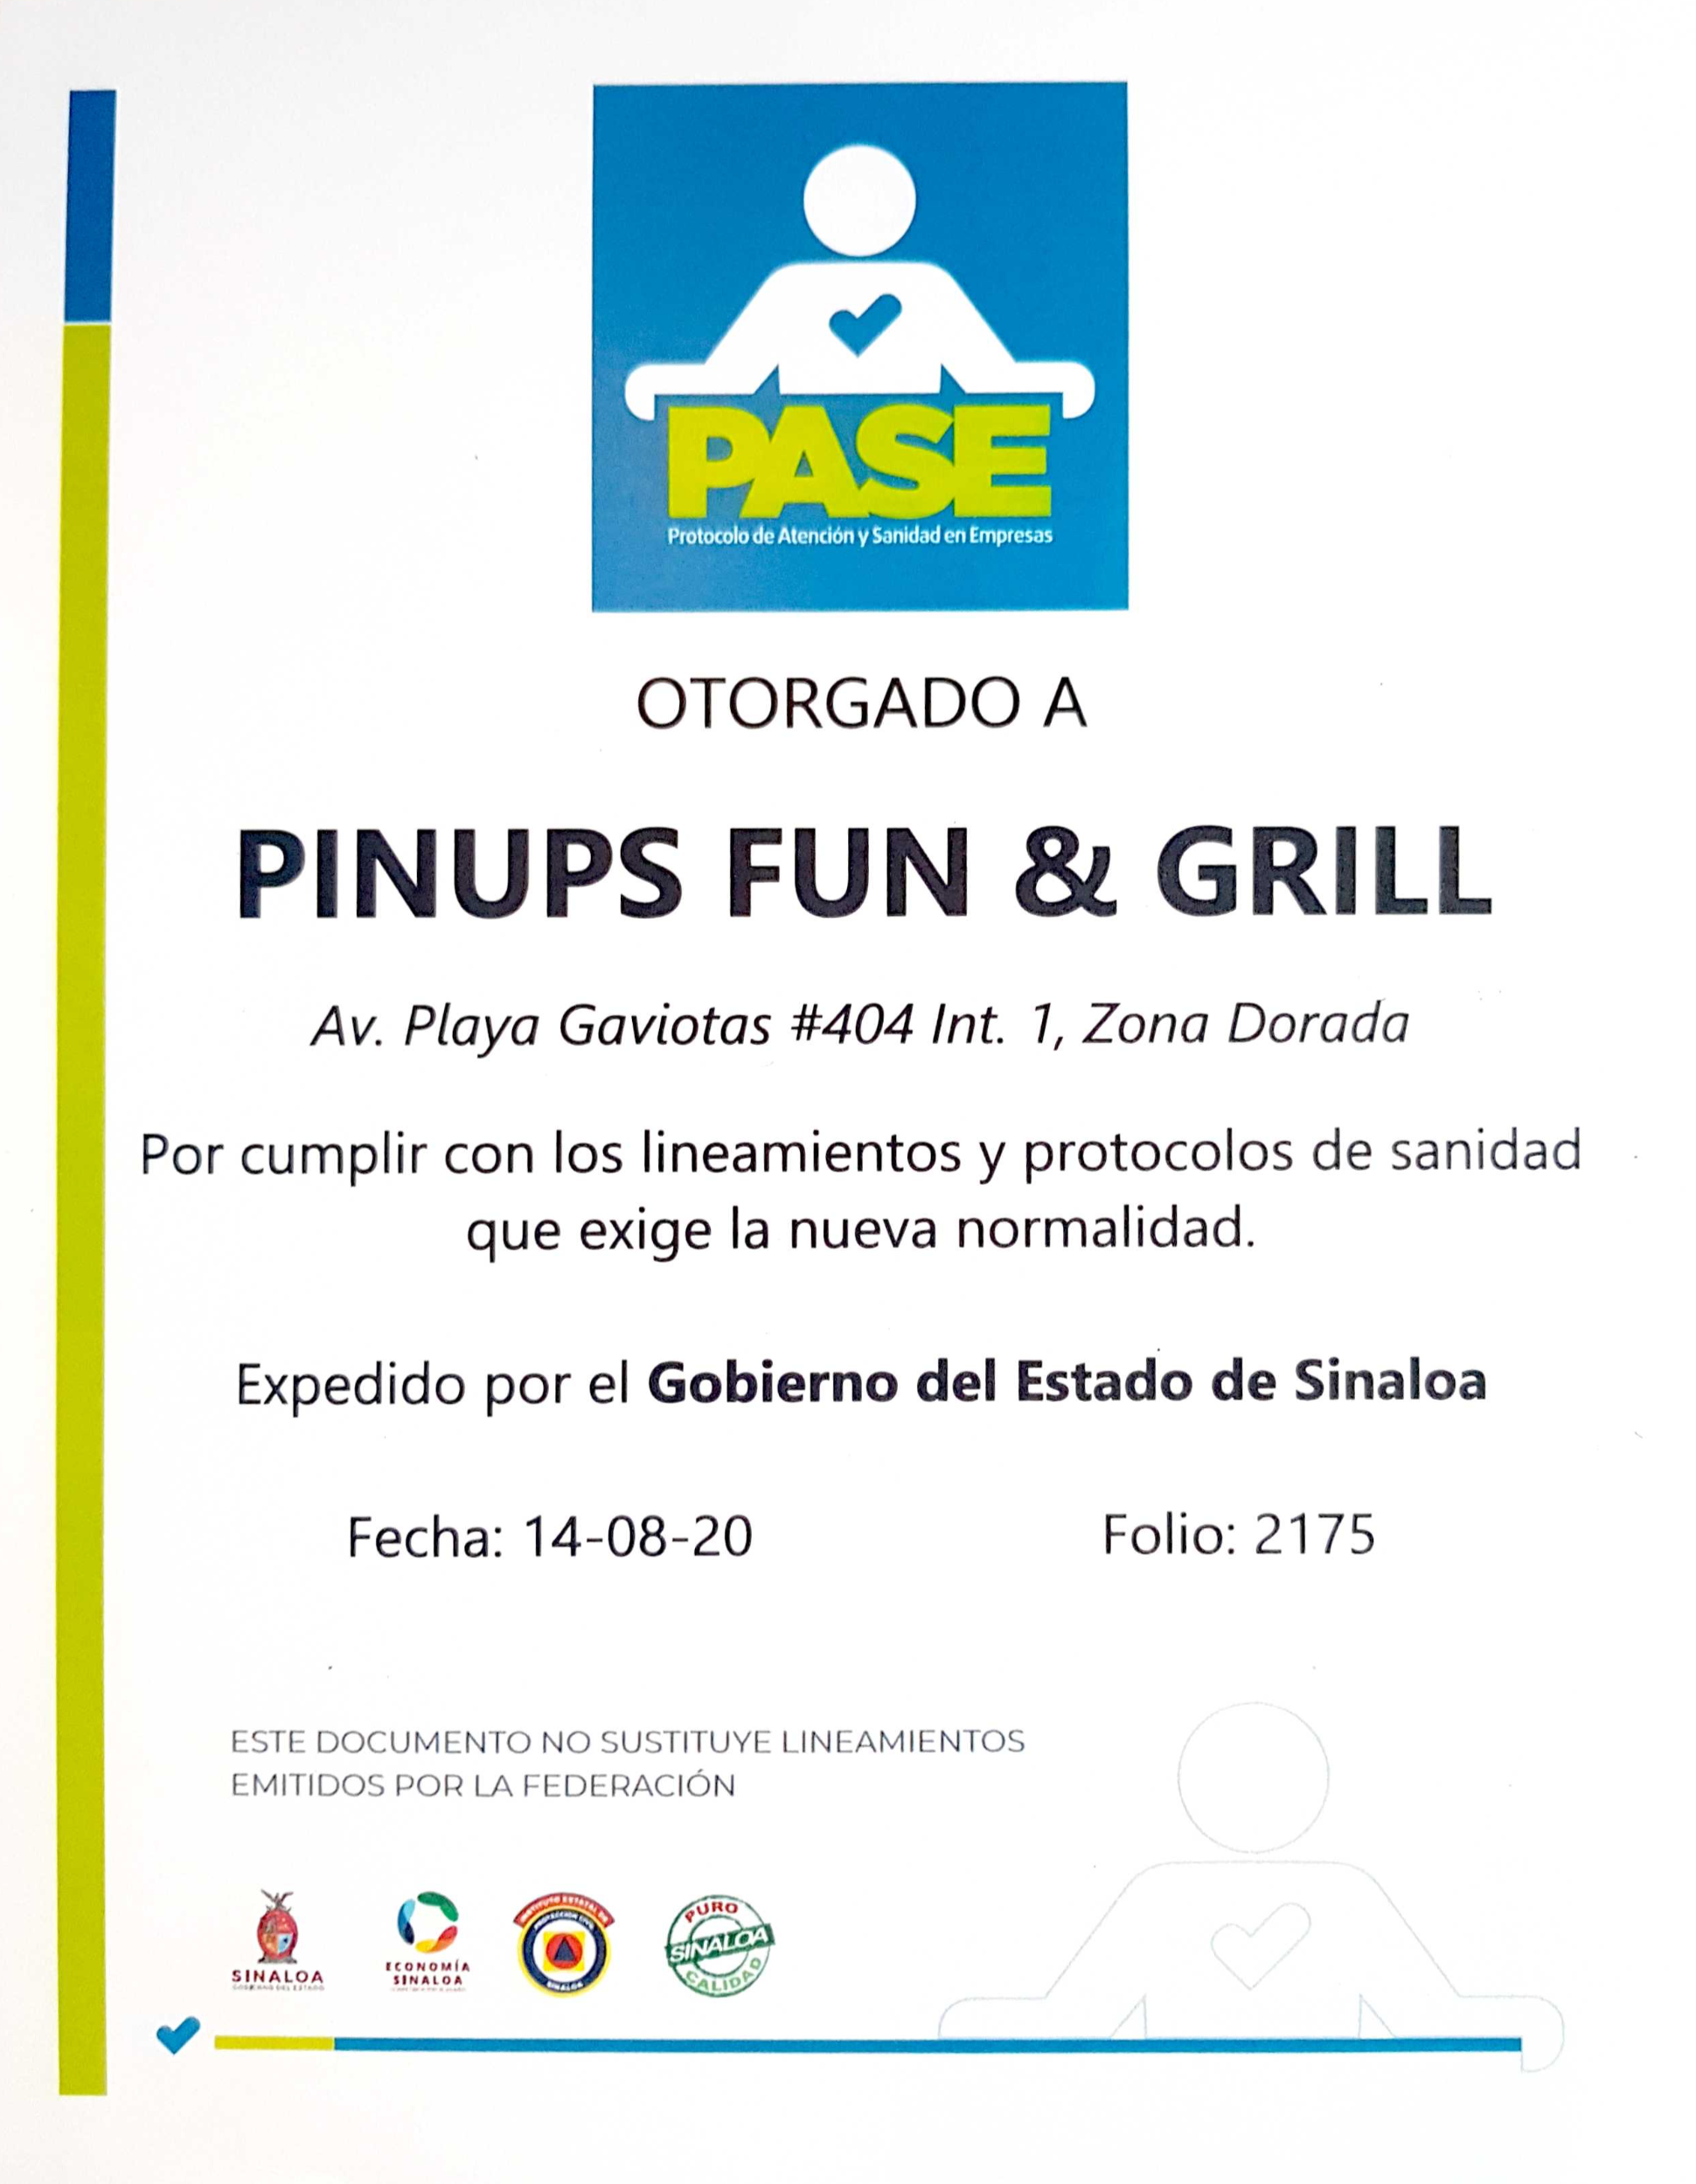 PASE
Protocolo de Atención y Sanidad en Empresas
OTORGADO A
PINUPS FUN & GRILL
Av. Playa Gaviotas #404 Int. 1, Zona Dorada
Por cumplir con los lineamientos y protocolos de sanidad
que exige la nueva normalidad.
Expedido por el Gobierno del Estado de Sinaloa
Fecha: 14-08-20 Folio: 2175
ESTE DOCUMENTO NO SUSTITUYE LINEAMIENTOS
EMITIDOS POR LA FEDERACIÓN
SINALOA
GOBIERNO DEL ESTADO
ECONOMÍA
SINALOA
INSTITUTO ESTATAL DE
PROTECCIÓN CIVIL
SINALOA
PURO
SINALOA
CALIDAD